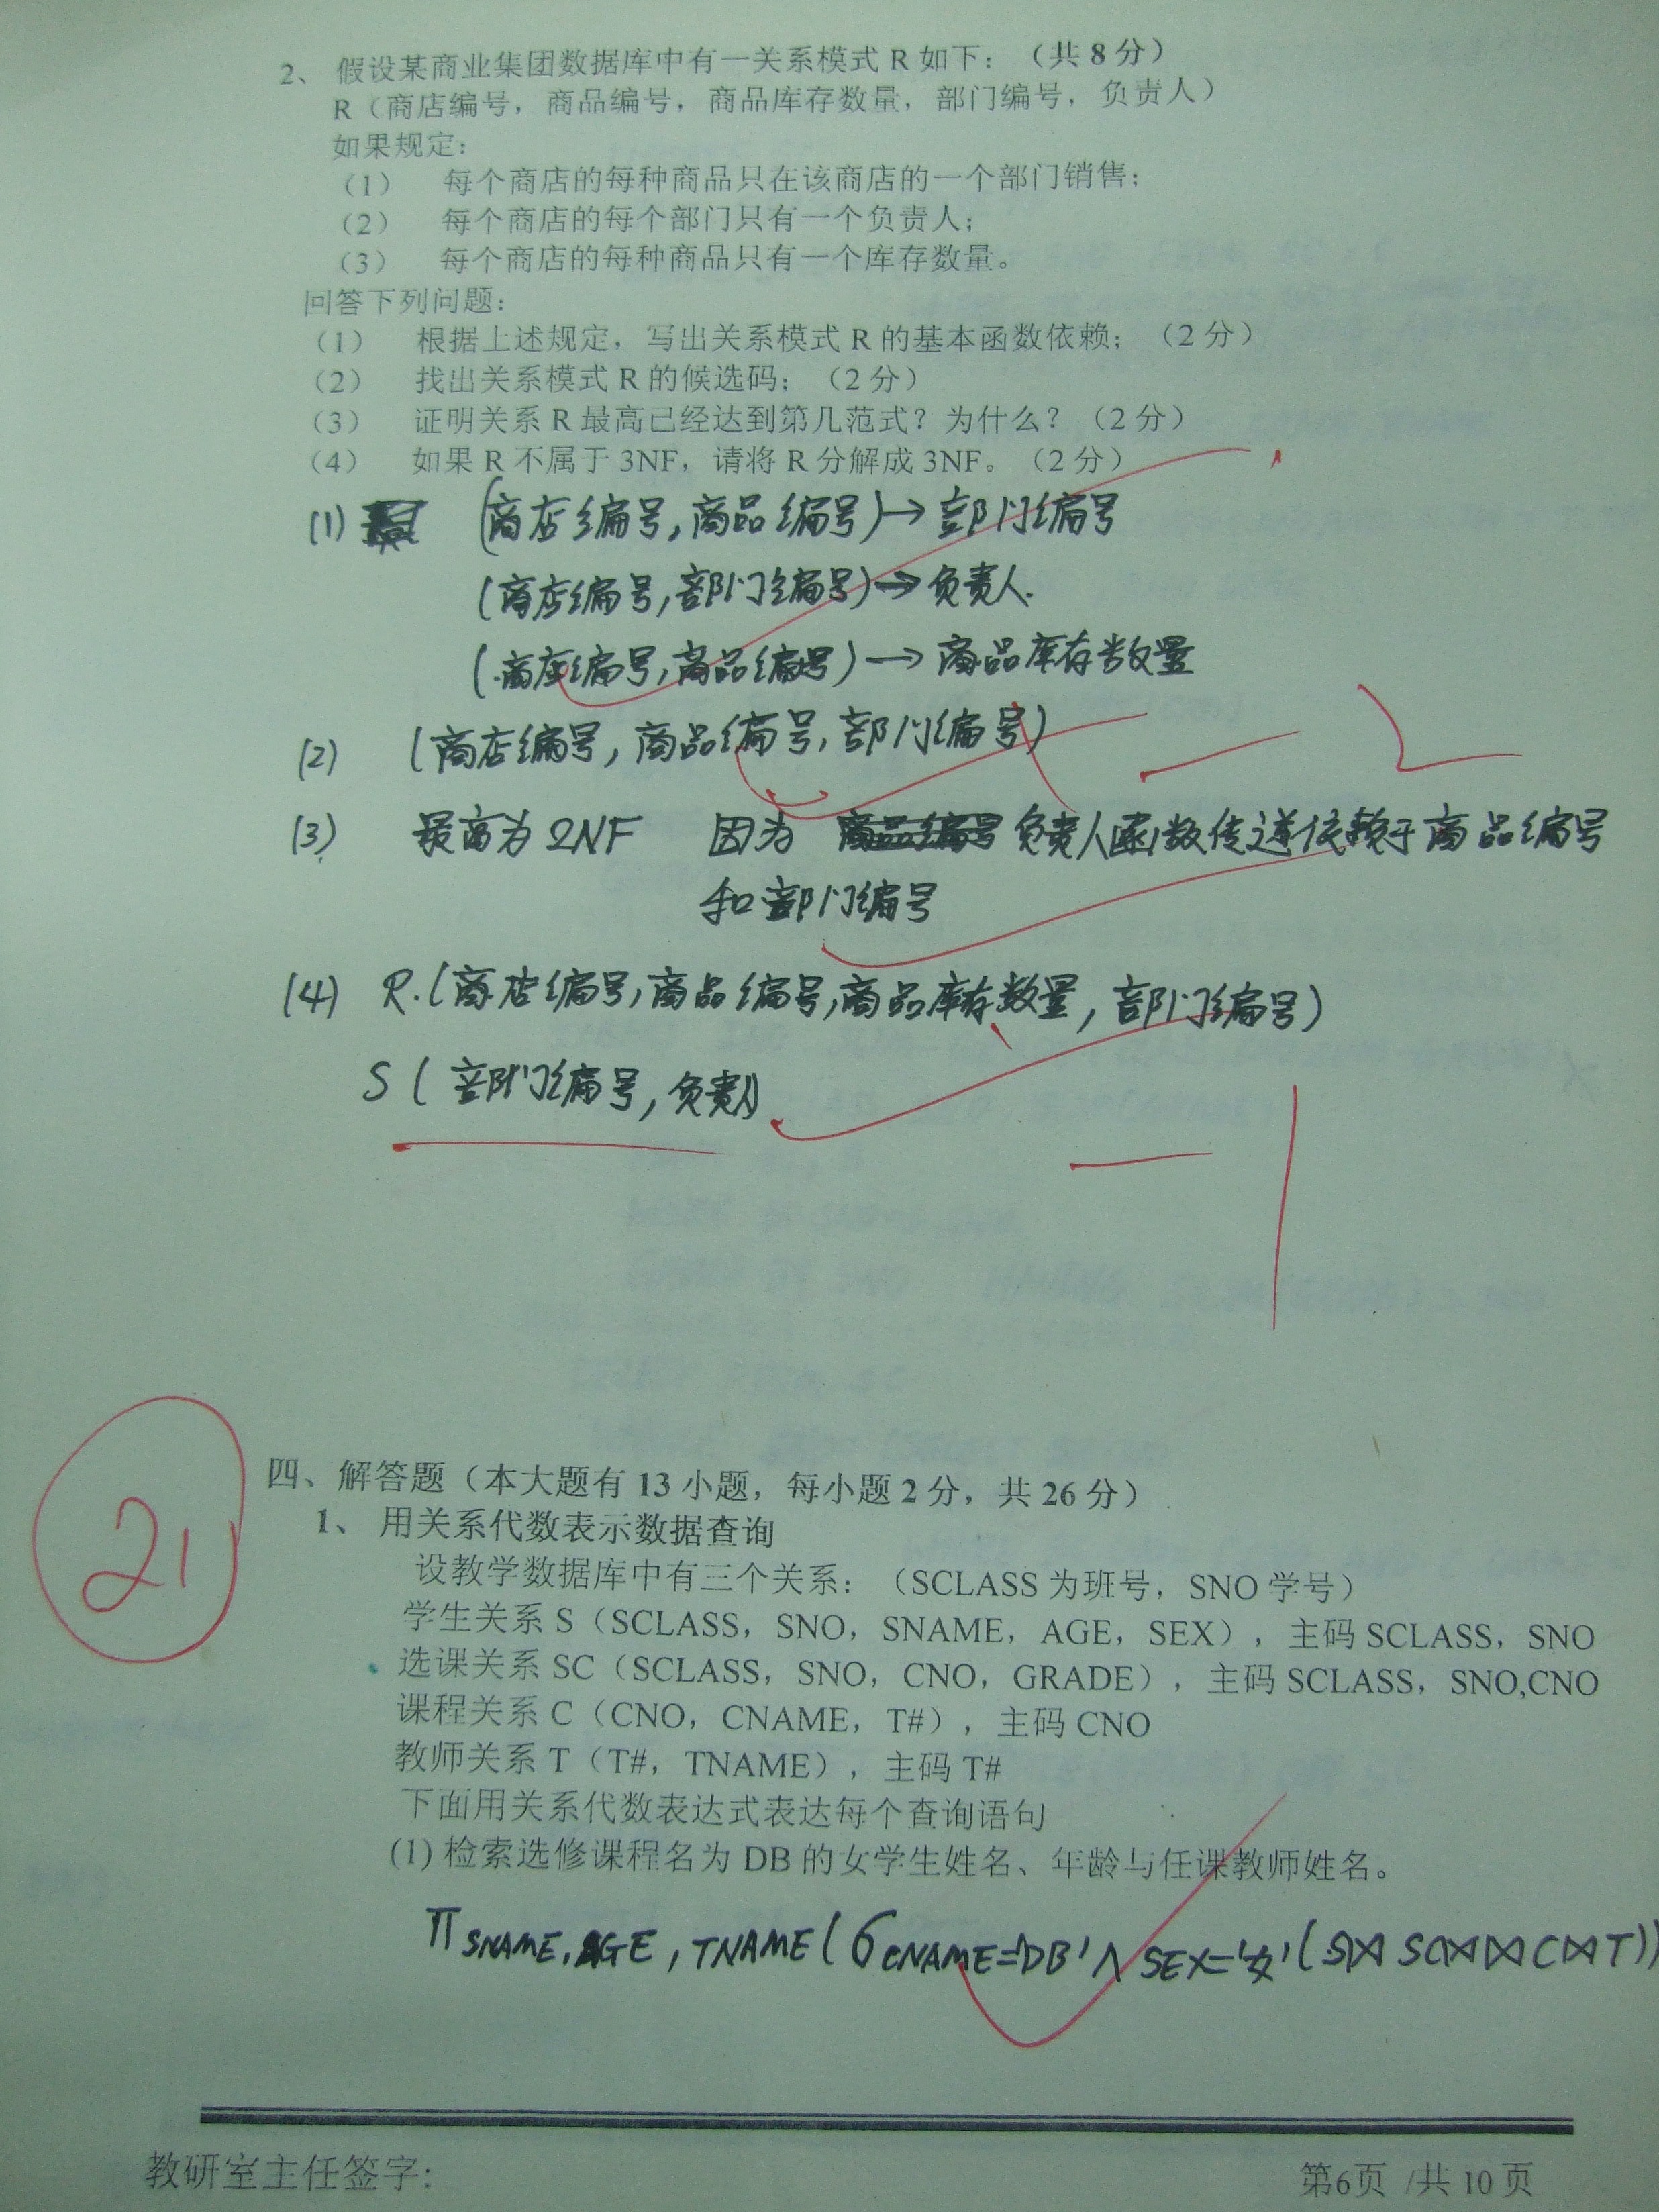 2、 假设某商业集团数据库中有一关系模式 R 如下：（共 8 分）
R（商店编号，商品编号，商品库存数量，部门编号，负责人）
如果规定：
（1） 每个商店的每种商品只在该商店的一个部门销售；
（2） 每个商店的每个部门只有一个负责人；
（3） 每个商店的每种商品只有一个库存数量。
回答下列问题：
（1） 根据上述规定，写出关系模式 R 的基本函数依赖；（2 分）
（2） 找出关系模式 R 的候选码；（2 分）
（3） 证明关系 R 最高已经达到第几范式？为什么？（2 分）
（4） 如果 R 不属于 3NF，请将 R 分解成 3NF。（2 分）
(1) (商店编号,商品编号)→部门编号
(商店编号,部门编号)→负责人.
(商店编号,商品编号)→商品库存数量
(2) (商店编号,商品编号,部门编号)
(3) 最高为2NF 因为 负责人函数传递依赖于商品编号
和部门编号
(4) R.(商店编号,商品编号,商品库存数量,部门编号)
S(部门编号,负责人)
21
四、解答题（本大题有 13 小题，每小题 2 分，共 26 分）
1、 用关系代数表示数据查询
设教学数据库中有三个关系：（SCLASS 为班号，SNO 学号）
学生关系 S（SCLASS，SNO，SNAME，AGE，SEX），主码 SCLASS，SNO
选课关系 SC（SCLASS，SNO，CNO，GRADE），主码 SCLASS，SNO,CNO
课程关系 C（CNO，CNAME，T#），主码 CNO
教师关系 T（T#，TNAME），主码 T#
下面用关系代数表达式表达每个查询语句
(1) 检索选修课程名为 DB 的女学生姓名、年龄与任课教师姓名。
π SNAME,AGE,TNAME(σ CNAME='DB'∧SEX='女'(S⋈SC⋈⋈C⋈T))
教研室主任签字:
第6页 /共 10 页